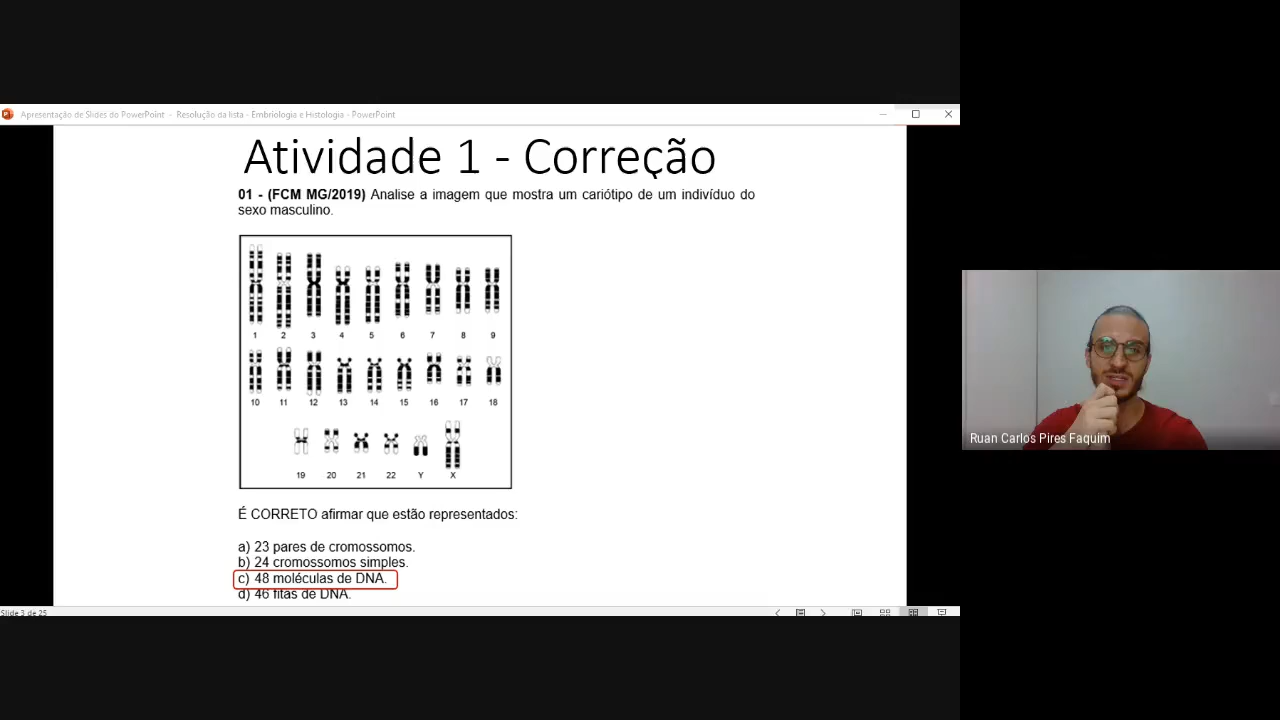 Apresentação de Slides do PowerPoint - Resolução da lista - Embriologia e Histologia - PowerPoint
Atividade 1 - Correção
01 - (FCM MG/2019) Analise a imagem que mostra um cariótipo de um indivíduo do
sexo masculino.
1 2 3 4 5 6 7 8 9
10 11 12 13 14 15 16 17 18
19 20 21 22 Y X
É CORRETO afirmar que estão representados:
a) 23 pares de cromossomos.
b) 24 cromossomos simples.
c) 48 moléculas de DNA.
d) 46 fitas de DNA.
Slide 3 de 25
Ruan Carlos Pires Faquim